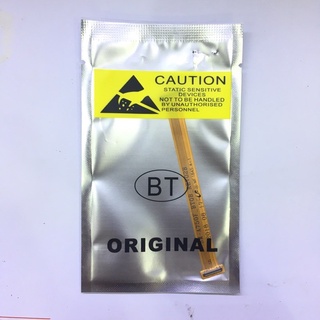 CAUTION
STATIC SENSITIVE
DEVICES
NOT TO BE HANDLED
BY UNAUTHORISED
PERSONNEL
BT
ORIGINAL